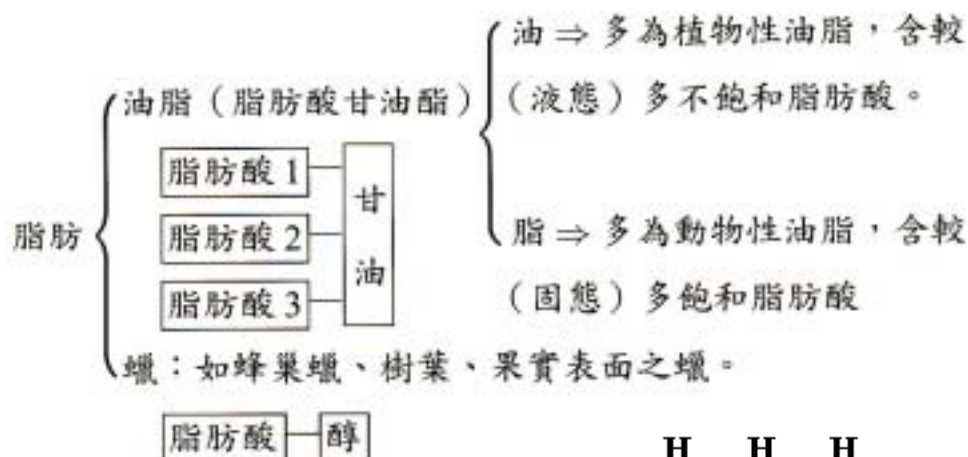 油 ⇒ 多為植物性油脂，含較
油脂（脂肪酸甘油酯）
（液態）多不飽和脂肪酸。
脂肪酸 1
甘油
脂肪
脂肪酸 2
脂 ⇒ 多為動物性油脂，含較
脂肪酸 3
（固態）多飽和脂肪酸
蠟：如蜂巢蠟、樹葉、果實表面之蠟。
脂肪酸 醇
H H H